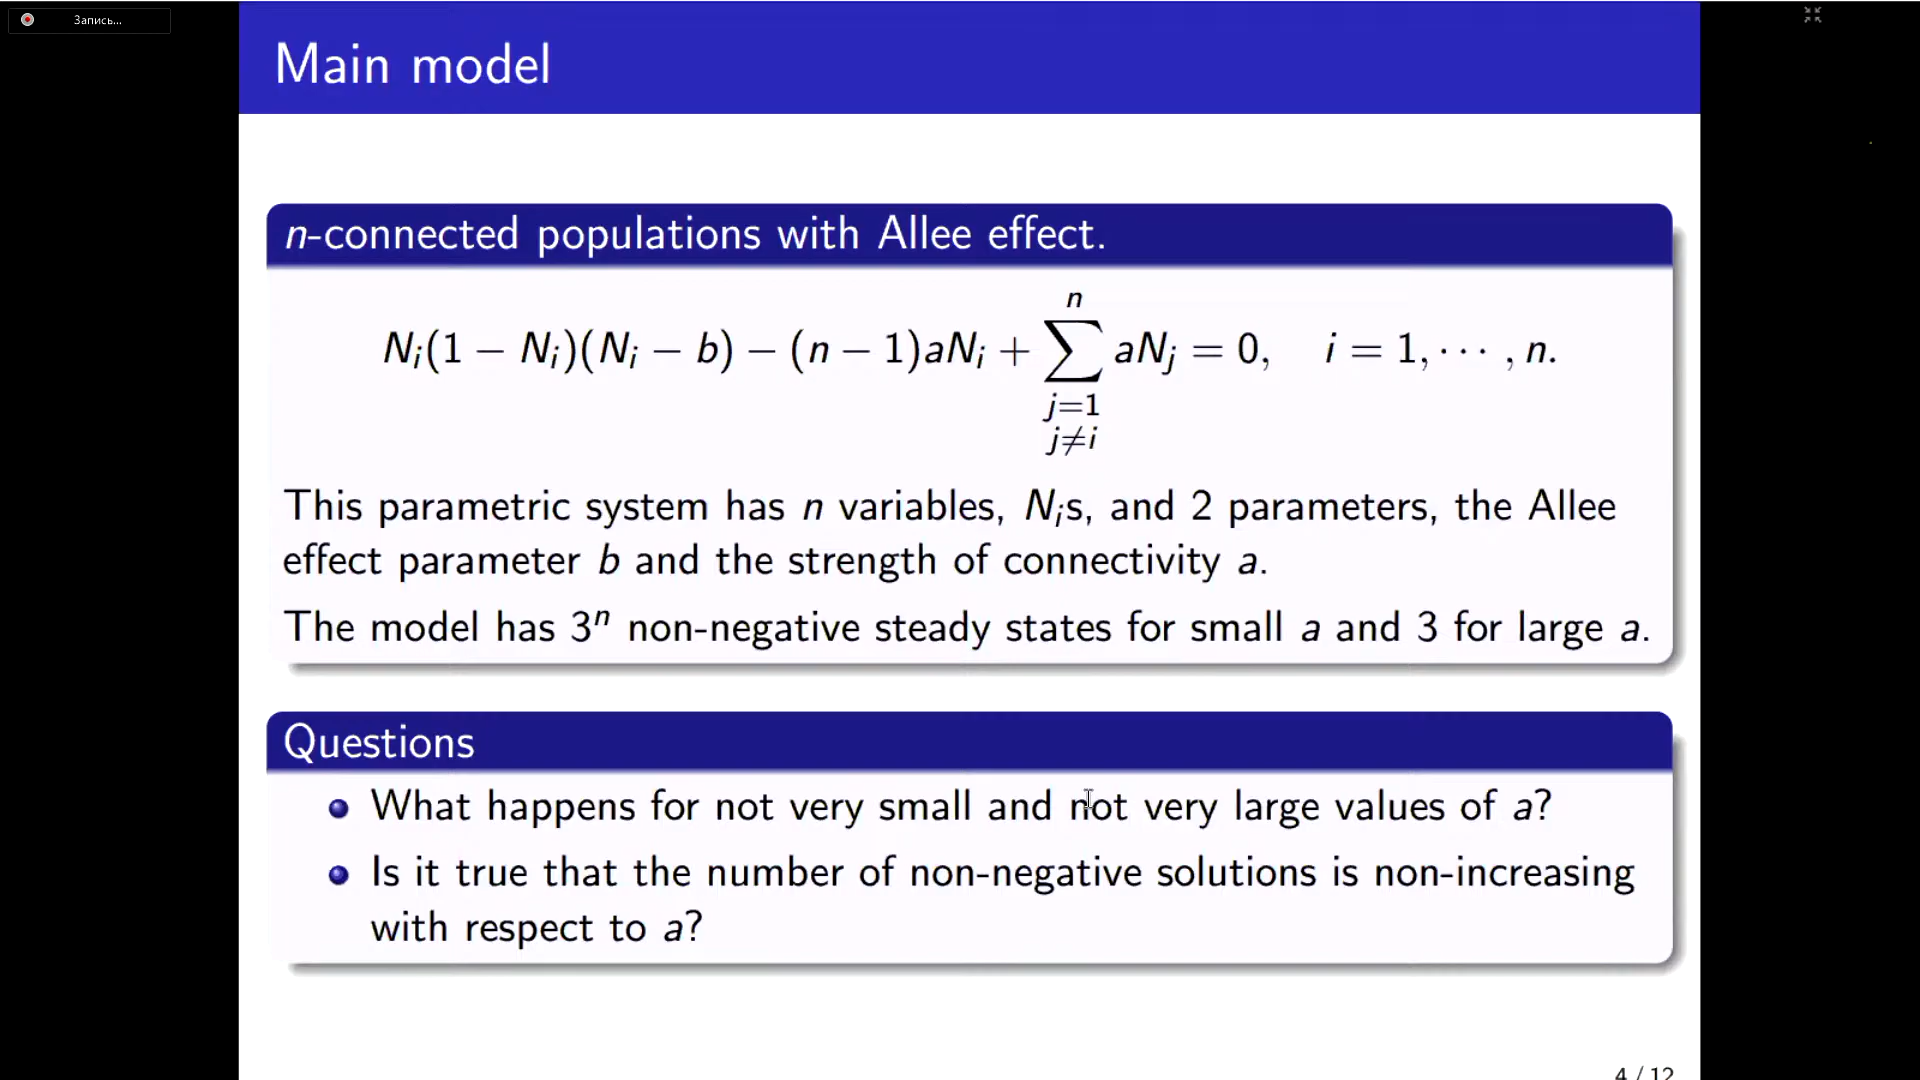 Запись...
Main model
n-connected populations with Allee effect.
N_i(1 − N_i)(N_i − b) − (n − 1)aN_i + \sum_{\substack{j=1 \\ j≠i}}^{n} aN_j = 0, i = 1, ⋯ , n.
This parametric system has n variables, N_is, and 2 parameters, the Allee
effect parameter b and the strength of connectivity a.
The model has 3^n non-negative steady states for small a and 3 for large a.
Questions
What happens for not very small and not very large values of a?
Is it true that the number of non-negative solutions is non-increasing
with respect to a?
4 / 12